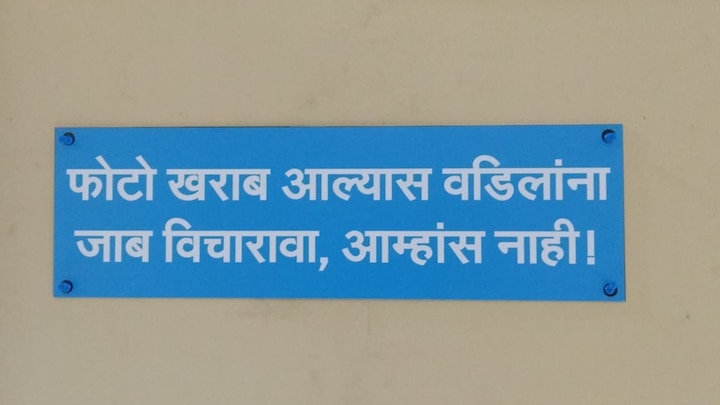 फोटो खराब आल्यास वडिलांना
जाब विचारावा, आम्हांस नाही!